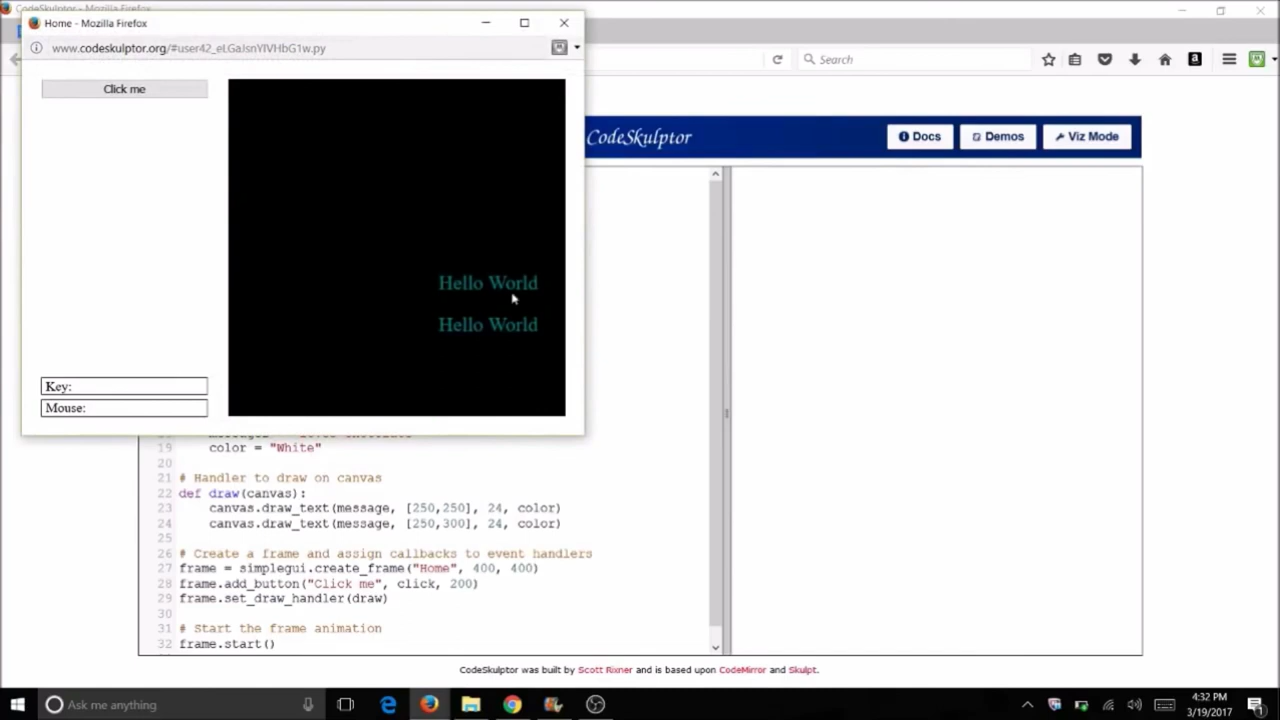 CodeSkulptor
Home - Mozilla Firefox
www.codeskulptor.org/#user42_eLGaJsnYlVHbG1w.py
Search
Click me
CodeSkulptor
Docs
Demos
Viz Mode
Hello World
Hello World
Key:
Mouse:
19 color = "White"
20
21 # Handler to draw on canvas
22 def draw(canvas):
23 canvas.draw_text(message, [250,250], 24, color)
24 canvas.draw_text(message, [250,300], 24, color)
25
26 # Create a frame and assign callbacks to event handlers
27 frame = simplegui.create_frame("Home", 400, 400)
28 frame.add_button("Click me", click, 200)
29 frame.set_draw_handler(draw)
30
31 # Start the frame animation
32 frame.start()
CodeSkulptor was built by Scott Rixner and is based upon CodeMirror and Skulpt.
Ask me anything
4:32 PM
3/19/2017